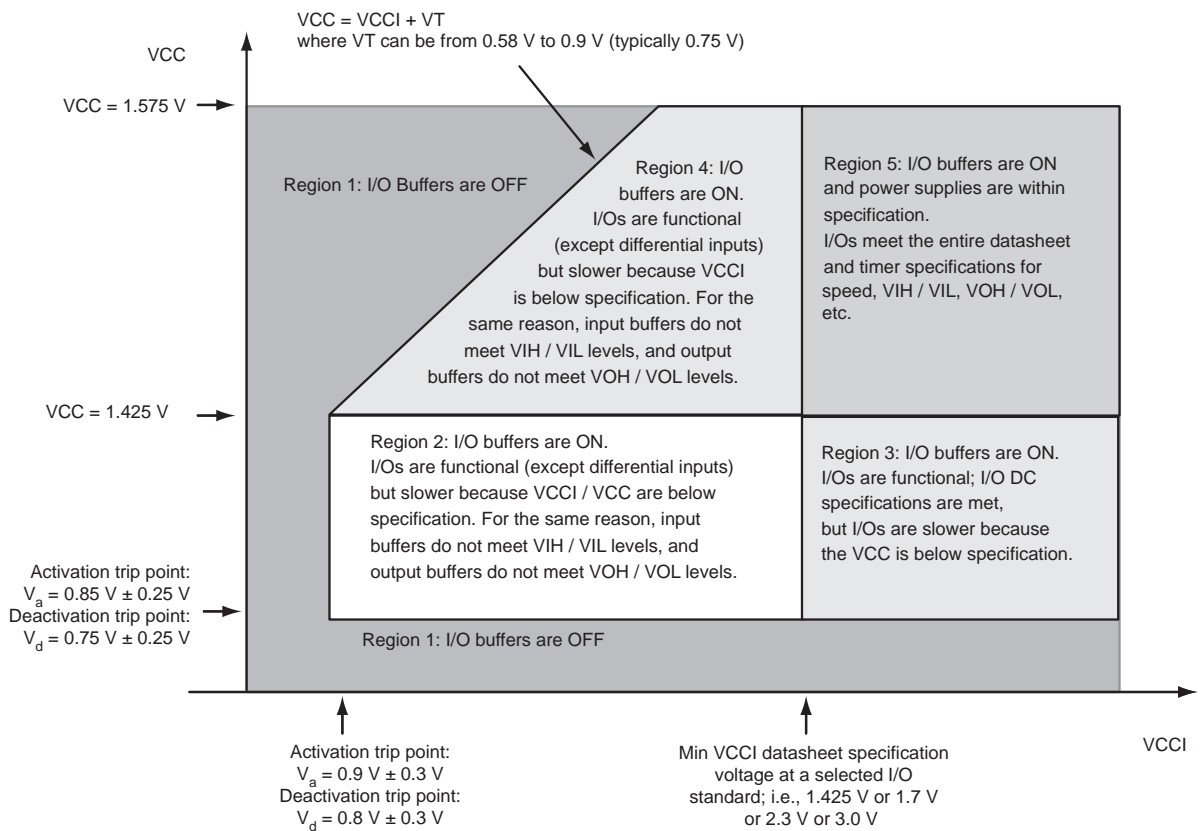 VCC = VCCI + VT
where VT can be from 0.58 V to 0.9 V (typically 0.75 V)
VCC
VCC = 1.575 V
Region 1: I/O Buffers are OFF
Region 4: I/O
buffers are ON.
I/Os are functional
(except differential inputs)
but slower because VCCI
is below specification. For the
same reason, input buffers do not
meet VIH / VIL levels, and output
buffers do not meet VOH / VOL levels.
Region 5: I/O buffers are ON
and power supplies are within
specification.
I/Os meet the entire datasheet
and timer specifications for
speed, VIH / VIL, VOH / VOL,
etc.
VCC = 1.425 V
Region 2: I/O buffers are ON.
I/Os are functional (except differential inputs)
but slower because VCCI / VCC are below
specification. For the same reason, input
buffers do not meet VIH / VIL levels, and
output buffers do not meet VOH / VOL levels.
Region 3: I/O buffers are ON.
I/Os are functional; I/O DC
specifications are met,
but I/Os are slower because
the VCC is below specification.
Activation trip point:
Va = 0.85 V ± 0.25 V
Deactivation trip point:
Vd = 0.75 V ± 0.25 V
Region 1: I/O buffers are OFF
VCCI
Activation trip point:
Va = 0.9 V ± 0.3 V
Deactivation trip point:
Vd = 0.8 V ± 0.3 V
Min VCCI datasheet specification
voltage at a selected I/O
standard; i.e., 1.425 V or 1.7 V
or 2.3 V or 3.0 V